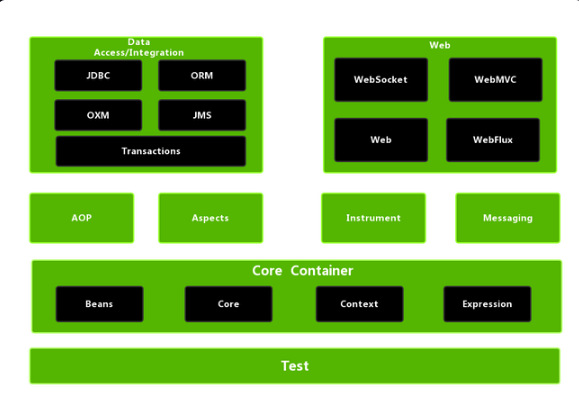 Data
Access/Integration
JDBC
ORM
OXM
JMS
Transactions
Web
WebSocket
WebMVC
Web
WebFlux
AOP
Aspects
Instrument
Messaging
Core Container
Beans
Core
Context
Expression
Test